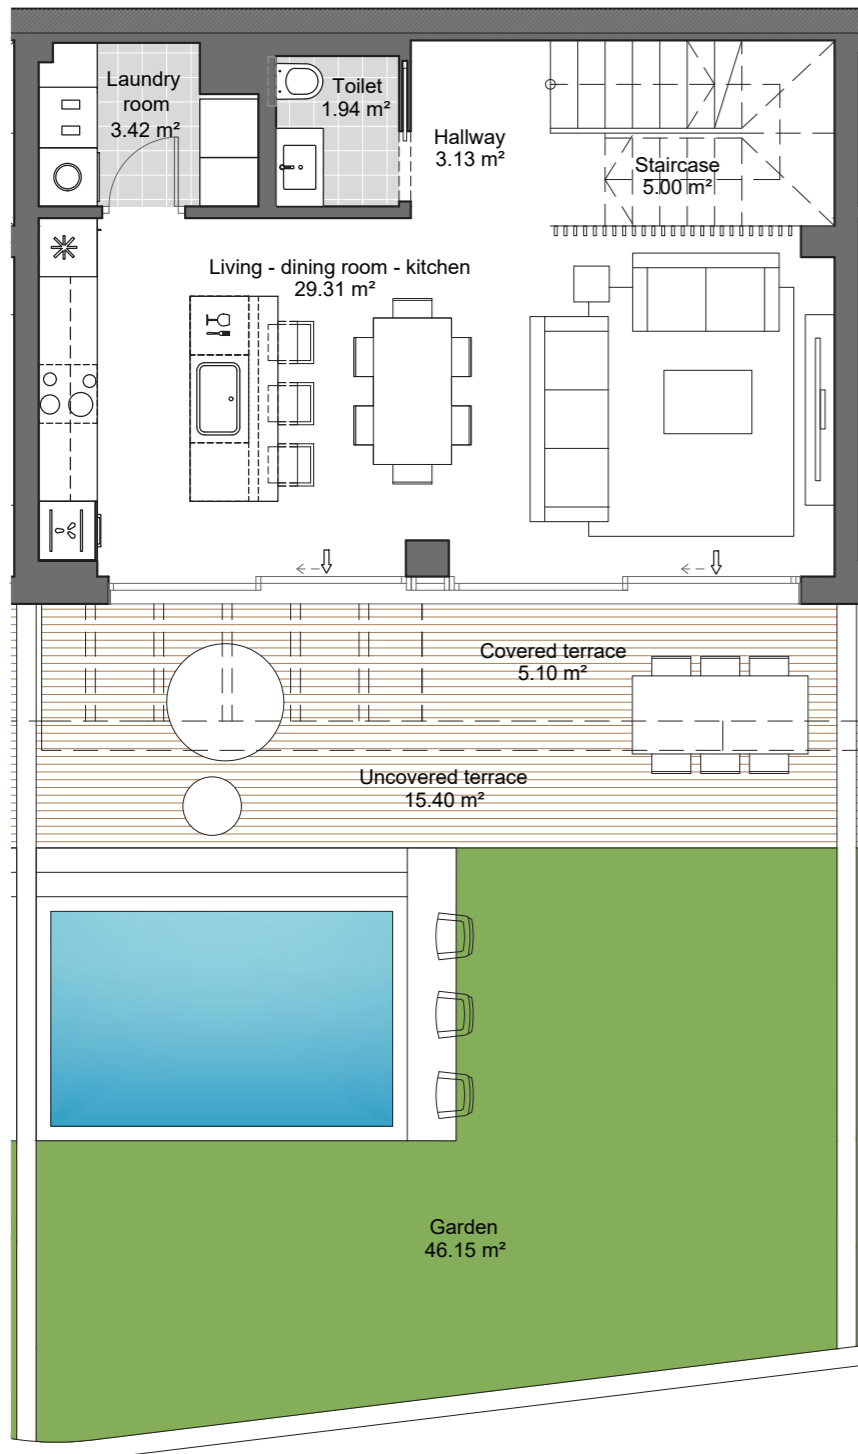 Laundry
room
3.42 m²
Toilet
1.94 m²
Hallway
3.13 m²
Staircase
5.00 m²
Living - dining room - kitchen
29.31 m²
Covered terrace
5.10 m²
Uncovered terrace
15.40 m²
Garden
46.15 m²